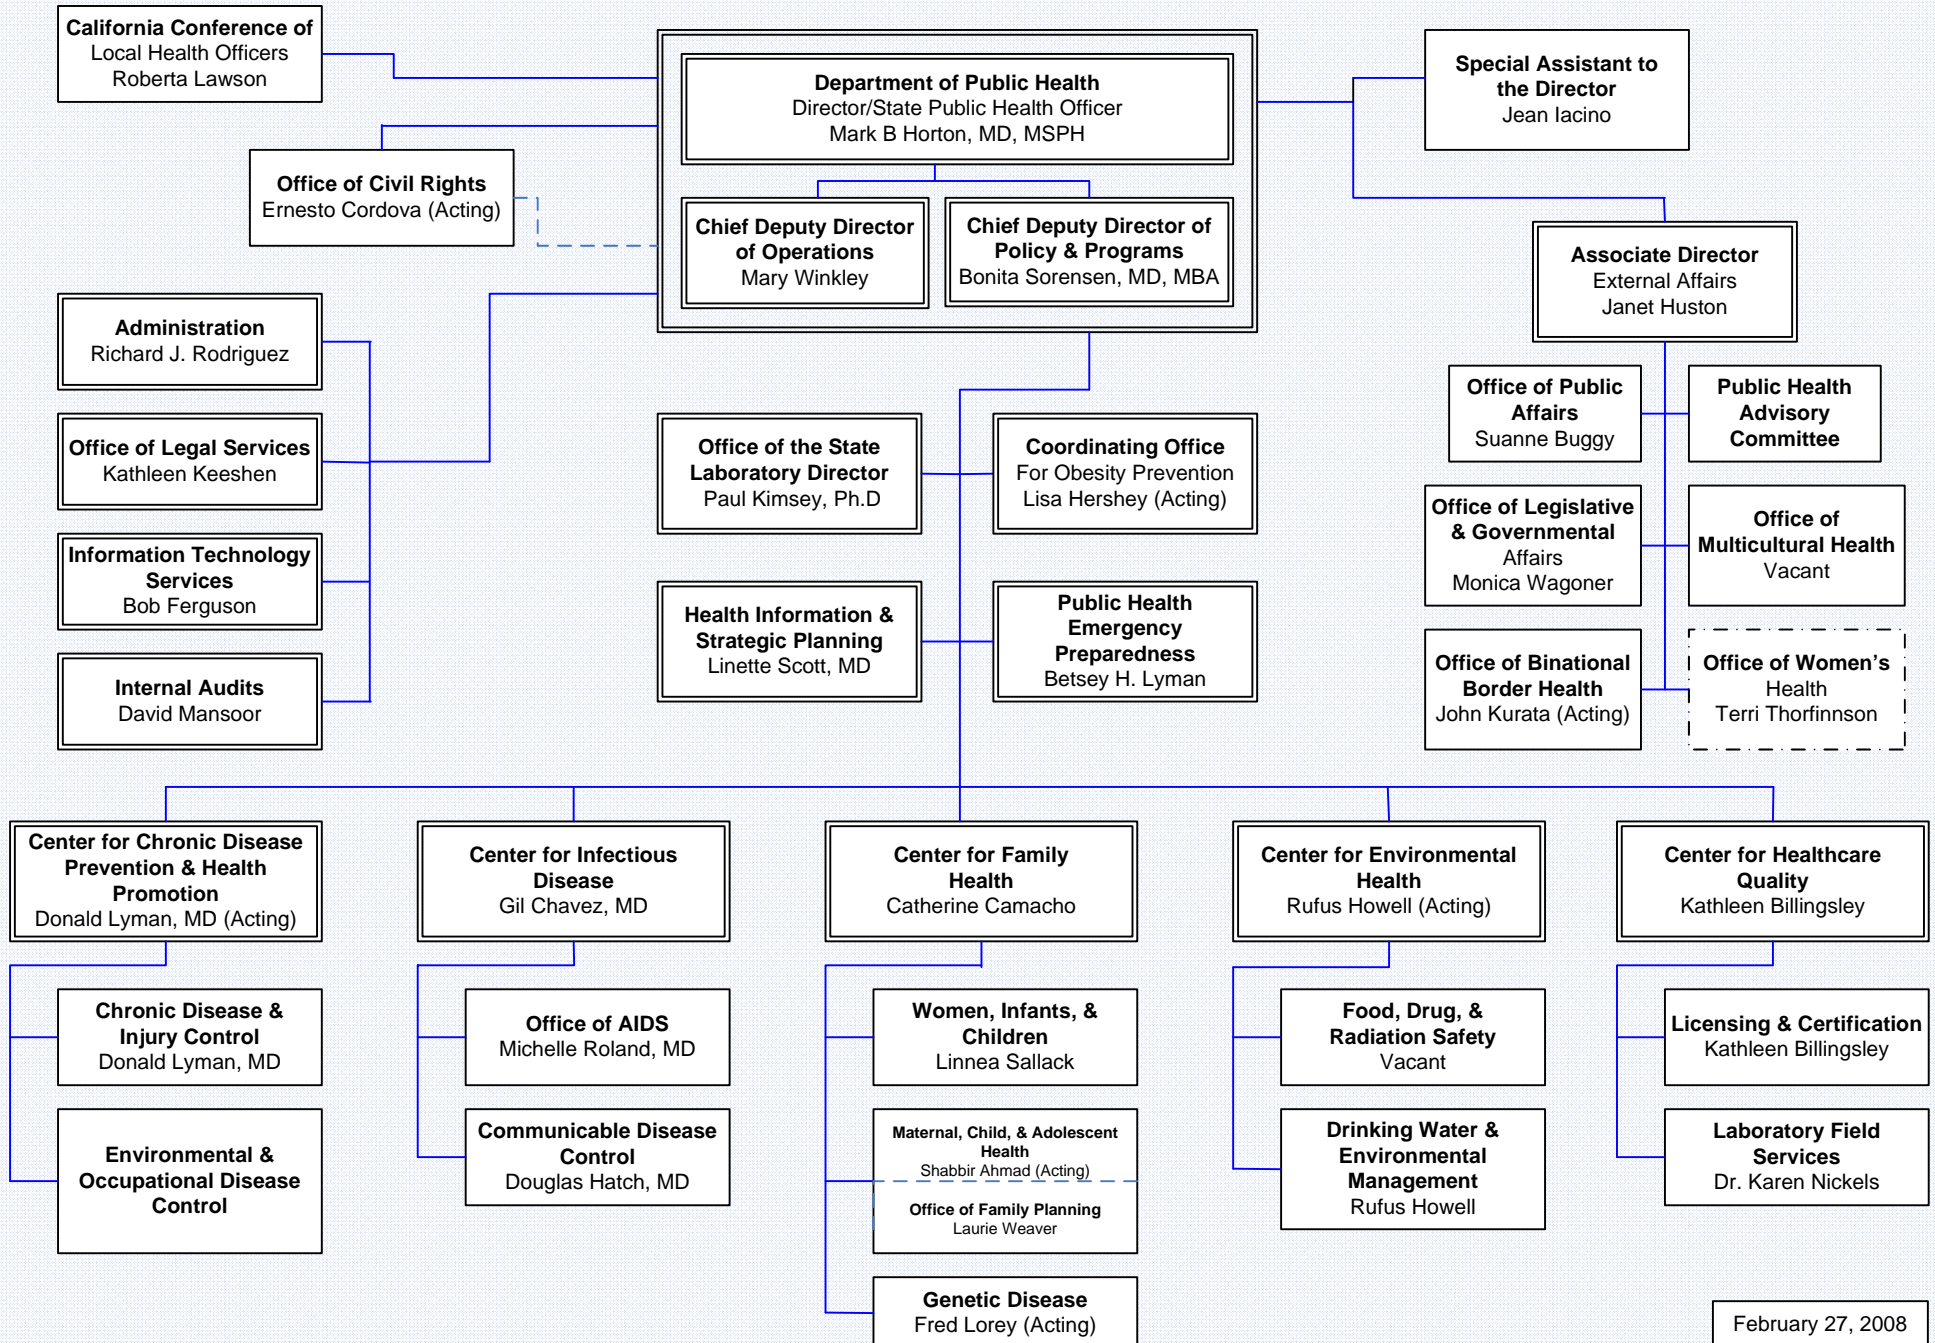 California Conference of
Local Health Officers
Roberta Lawson
Department of Public Health
Director/State Public Health Officer
Mark B Horton, MD, MSPH
Special Assistant to
the Director
Jean Iacino
Office of Civil Rights
Ernesto Cordova (Acting)
Chief Deputy Director
of Operations
Mary Winkley
Chief Deputy Director of
Policy & Programs
Bonita Sorensen, MD, MBA
Associate Director
External Affairs
Janet Huston
Administration
Richard J. Rodriguez
Office of Legal Services
Kathleen Keeshen
Information Technology
Services
Bob Ferguson
Internal Audits
David Mansoor
Office of the State
Laboratory Director
Paul Kimsey, Ph.D
Coordinating Office
For Obesity Prevention
Lisa Hershey (Acting)
Health Information &
Strategic Planning
Linette Scott, MD
Public Health
Emergency
Preparedness
Betsey H. Lyman
Office of Public
Affairs
Suanne Buggy
Public Health
Advisory
Committee
Office of Legislative
& Governmental
Affairs
Monica Wagoner
Office of
Multicultural Health
Vacant
Office of Binational
Border Health
John Kurata (Acting)
Office of Women's
Health
Terri Thorfinnson
Center for Chronic Disease
Prevention & Health
Promotion
Donald Lyman, MD (Acting)
Center for Infectious
Disease
Gil Chavez, MD
Center for Family
Health
Catherine Camacho
Center for Environmental
Health
Rufus Howell (Acting)
Center for Healthcare
Quality
Kathleen Billingsley
Chronic Disease &
Injury Control
Donald Lyman, MD
Environmental &
Occupational Disease
Control
Office of AIDS
Michelle Roland, MD
Communicable Disease
Control
Douglas Hatch, MD
Women, Infants, &
Children
Linnea Sallack
Maternal, Child, & Adolescent
Health
Shabbir Ahmad (Acting)
Office of Family Planning
Laurie Weaver
Genetic Disease
Fred Lorey (Acting)
Food, Drug, &
Radiation Safety
Vacant
Drinking Water &
Environmental
Management
Rufus Howell
Licensing & Certification
Kathleen Billingsley
Laboratory Field
Services
Dr. Karen Nickels
February 27, 2008